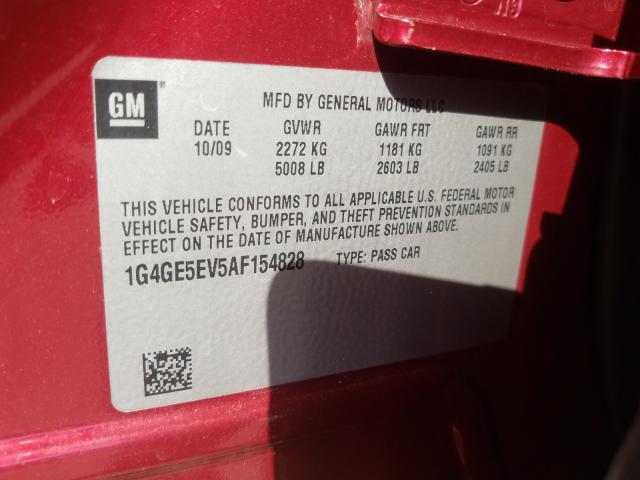 GM
MFD BY GENERAL MOTORS LLC
DATE GVWR GAWR FRT GAWR RR
10/09 2272 KG 1181 KG 1091 KG
5008 LB 2603 LB 2405 LB
THIS VEHICLE CONFORMS TO ALL APPLICABLE U.S. FEDERAL MOTOR
VEHICLE SAFETY, BUMPER, AND THEFT PREVENTION STANDARDS IN
EFFECT ON THE DATE OF MANUFACTURE SHOWN ABOVE.
1G4GE5EV5AF154828 TYPE: PASS CAR